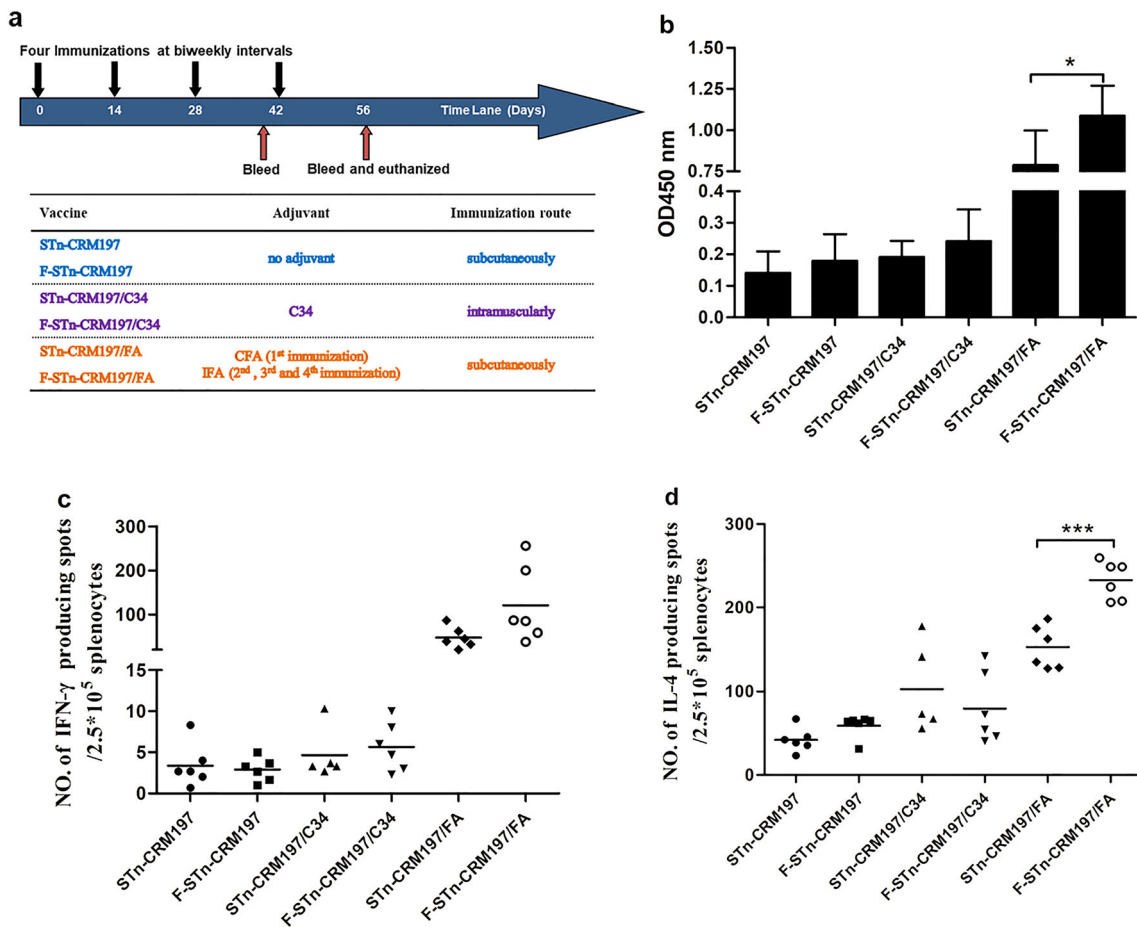 a
Four Immunizations at biweekly intervals
0 14 28 42 56 Time Lane (Days)
Bleed Bleed and euthanized
Vaccine Adjuvant Immunization route
STn-CRM197
F-STn-CRM197
no adjuvant subcutaneously
STn-CRM197/C34
F-STn-CRM197/C34
C34 intramuscularly
STn-CRM197/FA
F-STn-CRM197/FA
CFA (1st immunization)
IFA (2nd , 3rd and 4th immunization)
subcutaneously
b
OD450 nm
1.50
1.25
1.00
0.75
0.4
0.3
0.2
0.1
0.0
*
STn-CRM197
F-STn-CRM197
STn-CRM197/C34
F-STn-CRM197/C34
STn-CRM197/FA
F-STn-CRM197/FA
c
NO. of IFN-γ producing spots
/2.5*10⁵ splenocytes
300
200
100
15
10
5
0
STn-CRM197
F-STn-CRM197
STn-CRM197/C34
F-STn-CRM197/C34
STn-CRM197/FA
F-STn-CRM197/FA
d
NO. of IL-4 producing spots
/2.5*10⁵ splenocytes
300
200
100
0
***
STn-CRM197
F-STn-CRM197
STn-CRM197/C34
F-STn-CRM197/C34
STn-CRM197/FA
F-STn-CRM197/FA